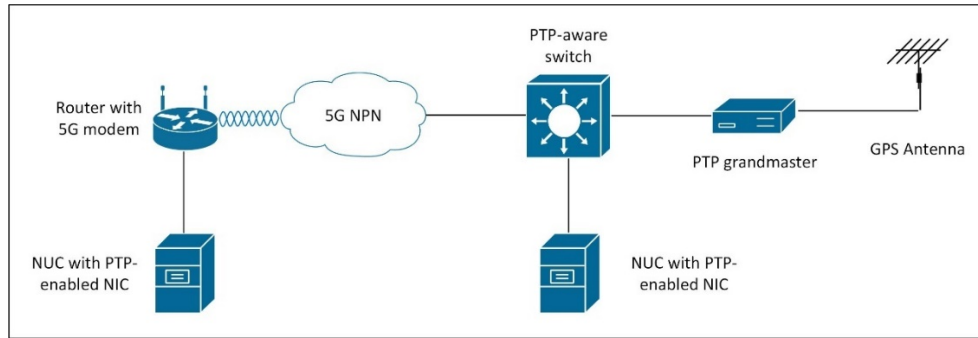 PTP-aware
switch
Router with
5G modem
5G NPN
PTP grandmaster
GPS Antenna
NUC with PTP-
enabled NIC
NUC with PTP-
enabled NIC